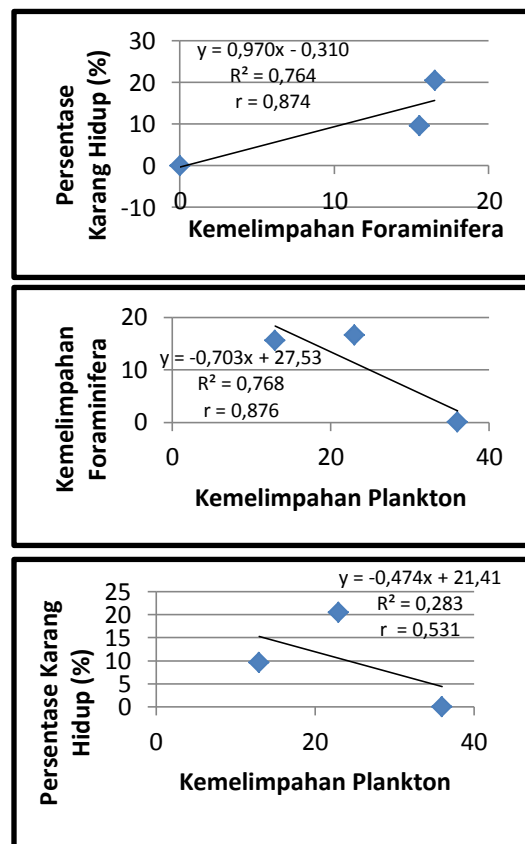 Persentase
Karang Hidup (%)
30
20
10
0
-10
y = 0,970x - 0,310
R² = 0,764
r = 0,874
0
10
20
Kemelimpahan Foraminifera
Kemelimpahan
Foraminifera
20
10
0
y = -0,703x + 27,53
R² = 0,768
r = 0,876
0
20
40
Kemelimpahan Plankton
Persentase Karang
Hidup (%)
25
20
15
10
5
0
y = -0,474x + 21,41
R² = 0,283
r = 0,531
0
20
40
Kemelimpahan Plankton